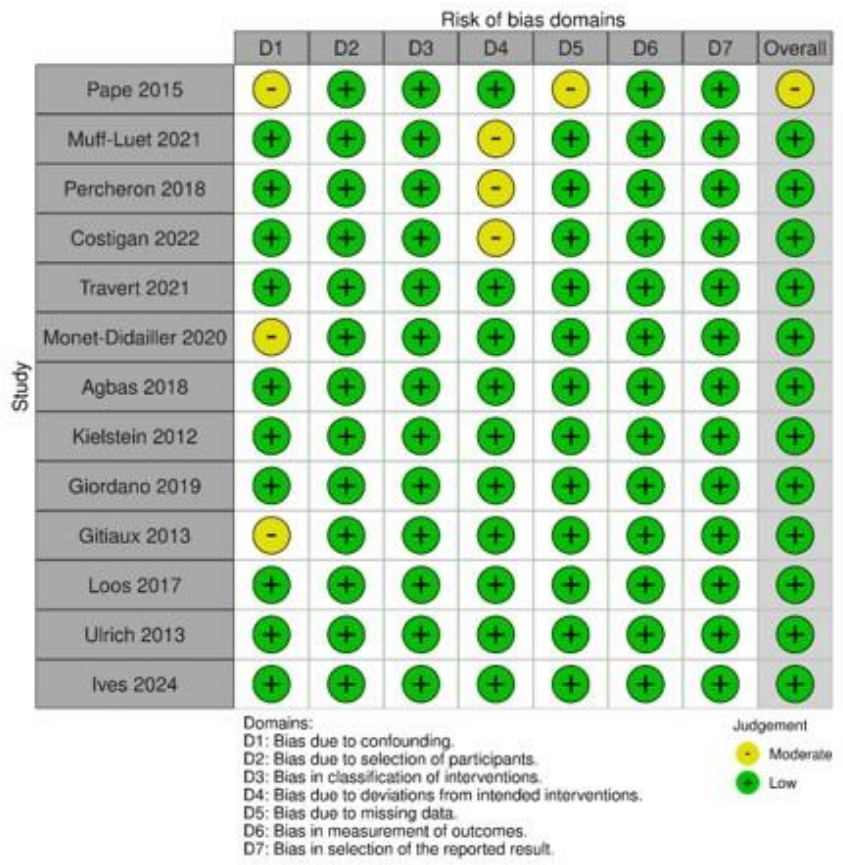 Risk of bias domains
D1 D2 D3 D4 D5 D6 D7 Overall
Study
Pape 2015 - + + + - + + -
Muff-Luet 2021 + + + - + + + +
Percheron 2018 + + + - + + + +
Costigan 2022 + + + - + + + +
Travert 2021 + + + + + + + +
Monet-Didailler 2020 - + + + + + + +
Agbas 2018 + + + + + + + +
Kielstein 2012 + + + + + + + +
Giordano 2019 + + + + + + + +
Gitiaux 2013 - + + + + + + +
Loos 2017 + + + + + + + +
Ulrich 2013 + + + + + + + +
Ives 2024 + + + + + + + +
Domains:
D1: Bias due to confounding.
D2: Bias due to selection of participants.
D3: Bias in classification of interventions.
D4: Bias due to deviations from intended interventions.
D5: Bias due to missing data.
D6: Bias in measurement of outcomes.
D7: Bias in selection of the reported result.
Judgement
- Moderate
+ Low